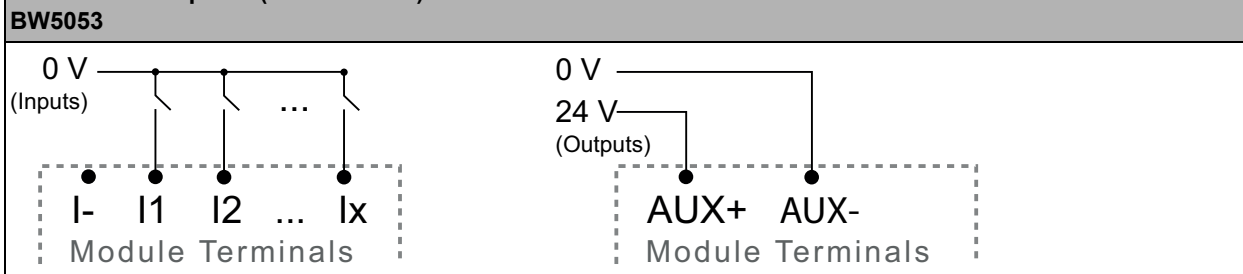 BW5053
0 V
(Inputs)
...
I- I1 I2 ... Ix
Module Terminals
0 V
24 V
(Outputs)
AUX+ AUX-
Module Terminals